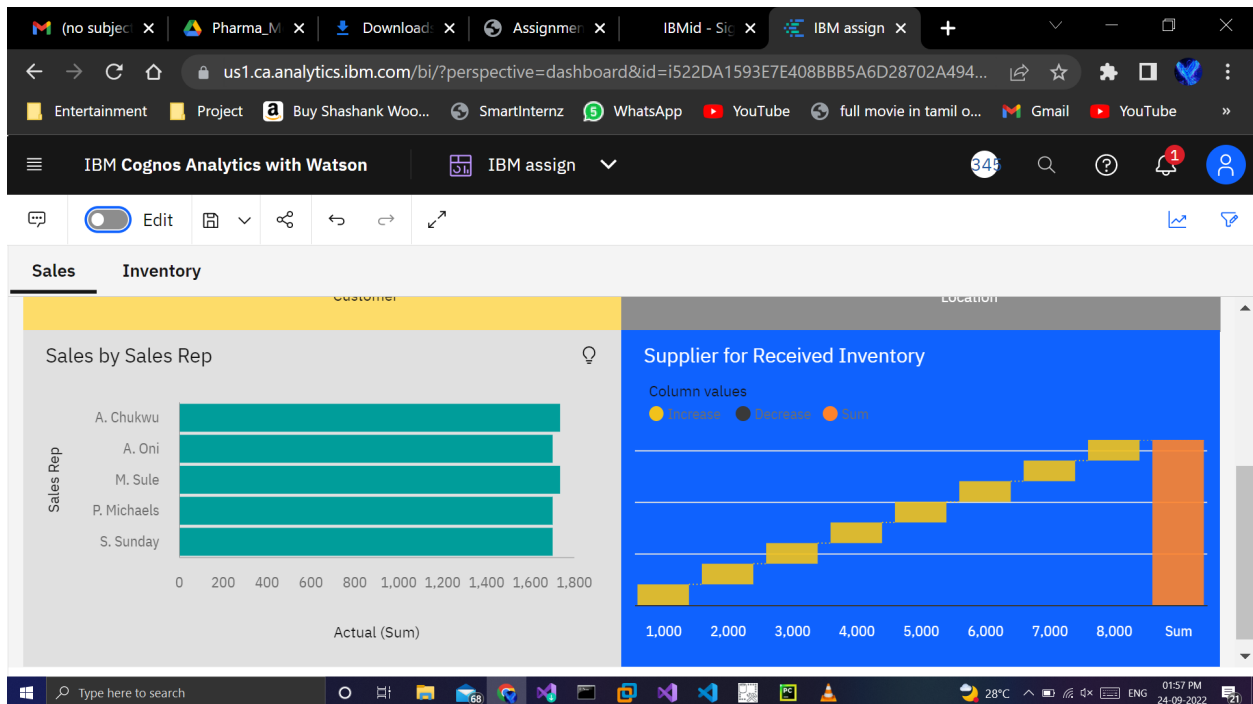 (no subjec
Pharma_M
Downloads
Assignmen
IBMid - Sig
IBM assign
us1.ca.analytics.ibm.com/bi/?perspective=dashboard&id=i522DA1593E7E408BBB5A6D28702A494...
Entertainment
Project
Buy Shashank Woo...
SmartInternz
WhatsApp
YouTube
full movie in tamil o...
Gmail
YouTube
»
IBM Cognos Analytics with Watson
IBM assign
345
1
Edit
Sales
Inventory
Customer
Location
Sales by Sales Rep
Sales Rep
A. Chukwu
A. Oni
M. Sule
P. Michaels
S. Sunday
0 200 400 600 800 1,000 1,200 1,400 1,600 1,800
Actual (Sum)
Supplier for Received Inventory
Column values
Increase Decrease Sum
1,000 2,000 3,000 4,000 5,000 6,000 7,000 8,000 Sum
Type here to search
68
28°C
ENG
01:57 PM
24-09-2022
21